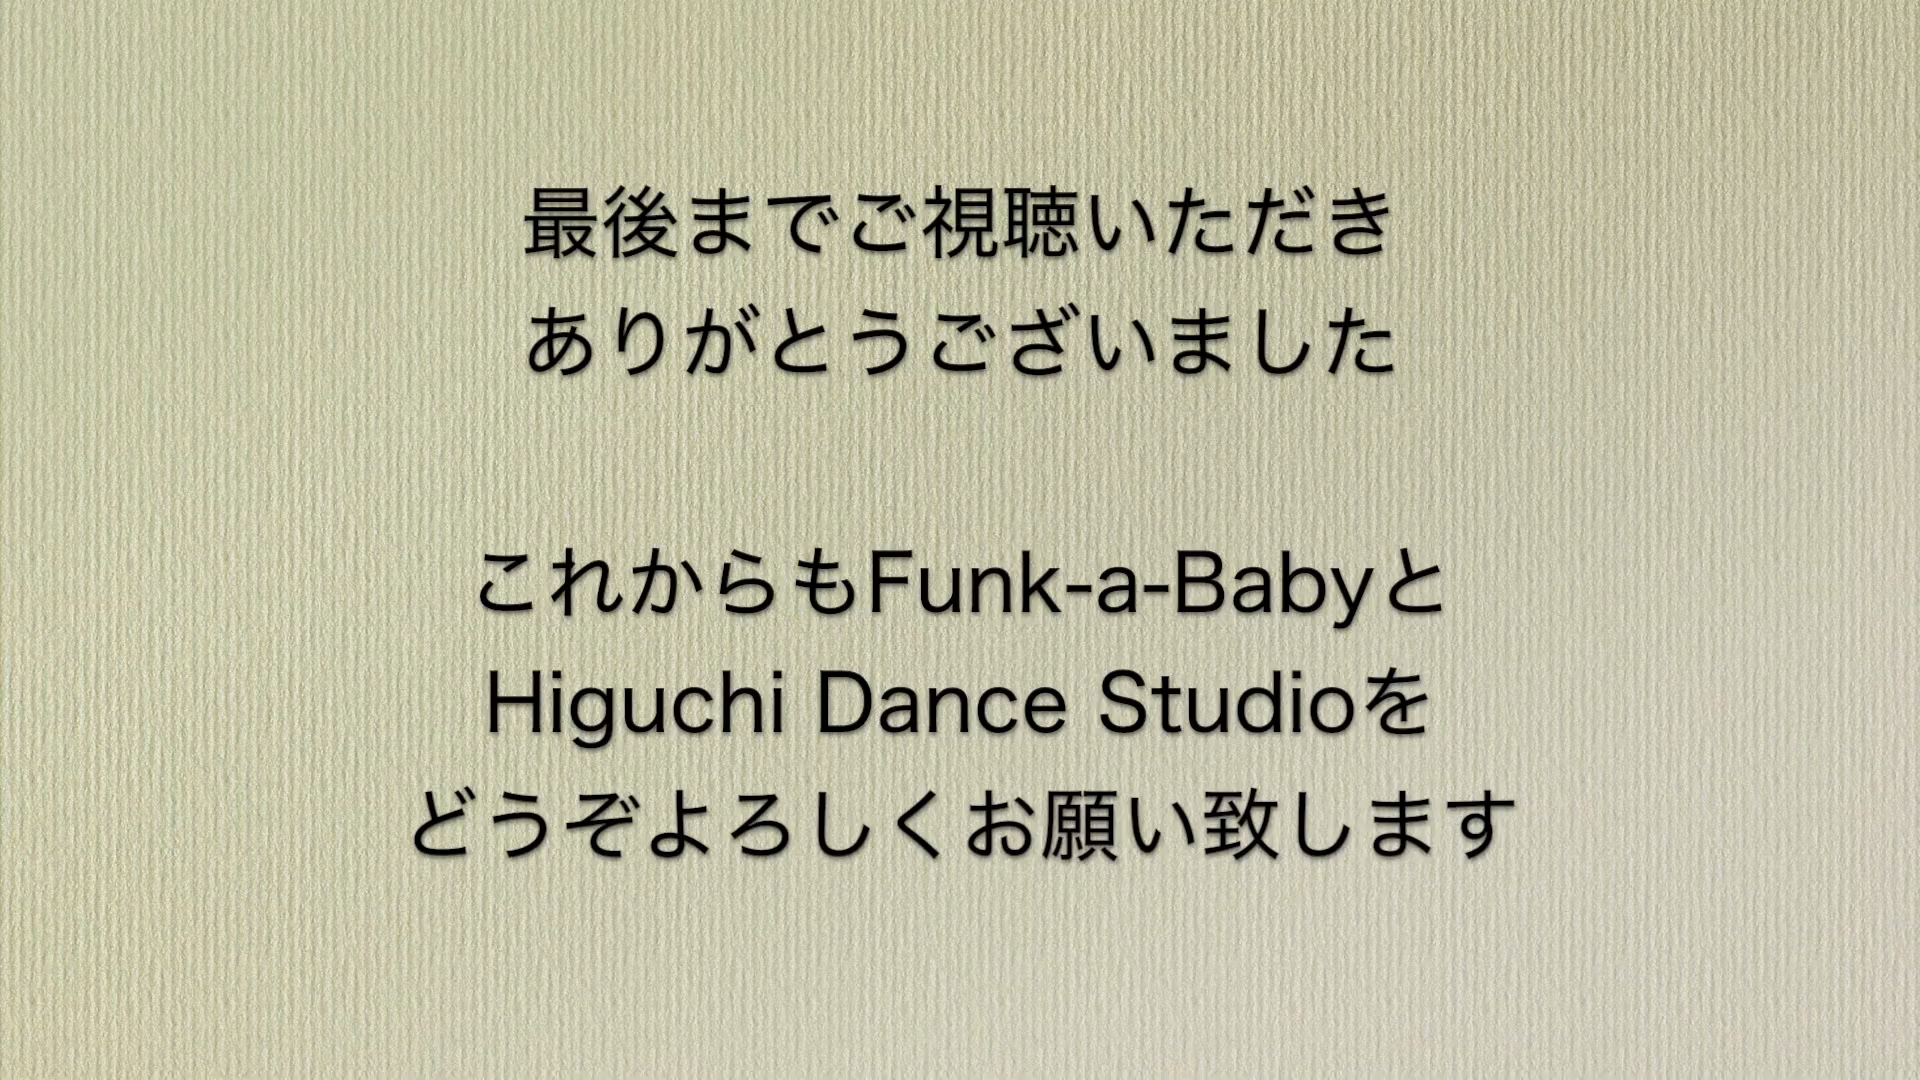 最後までご視聴いただき
ありがとうございました
これからもFunk-a-Babyと
Higuchi Dance Studioを
どうぞよろしくお願い致します